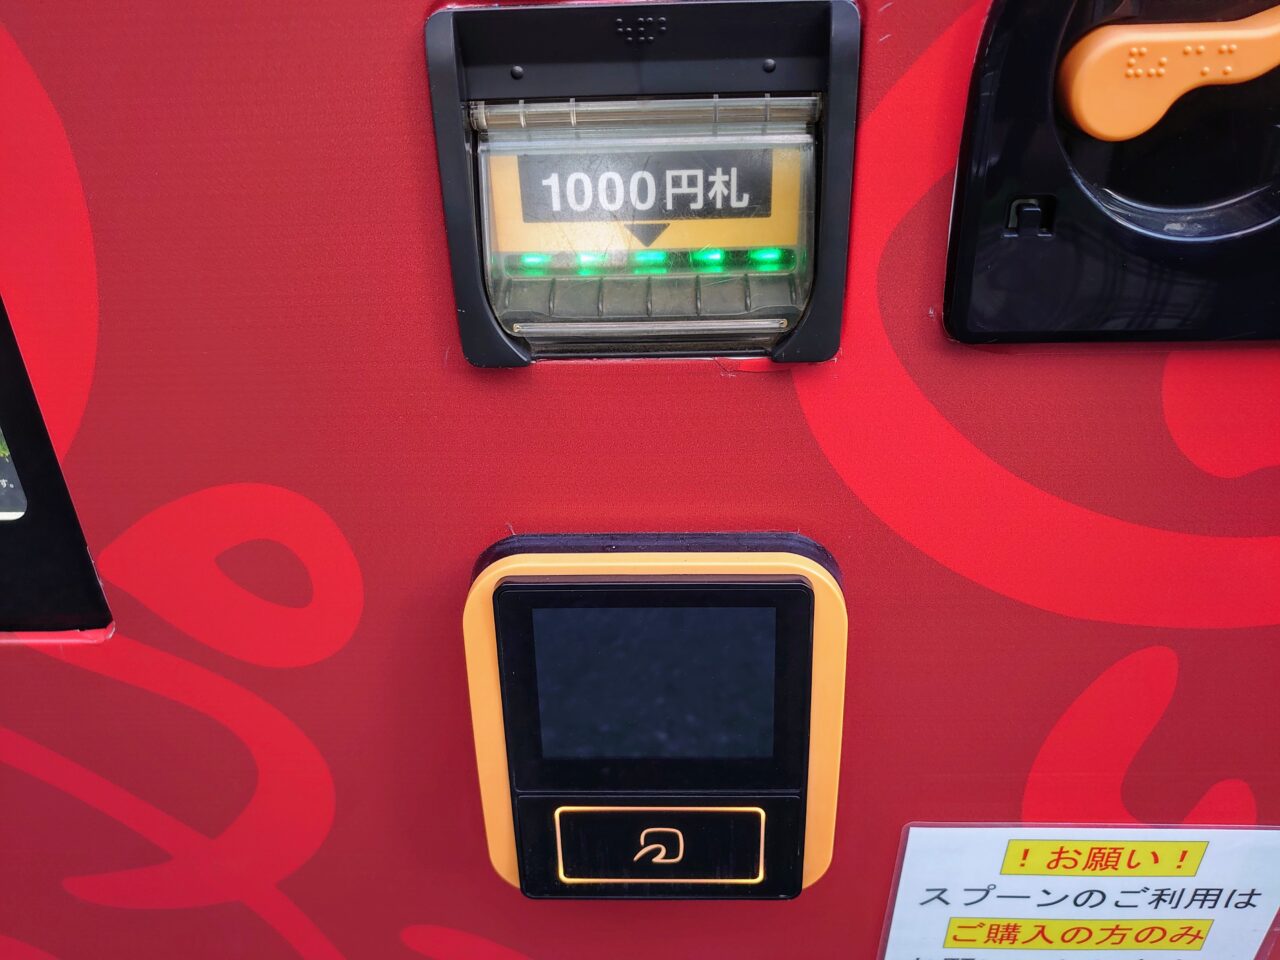 1000円札
す。
！お願い！
スプーンのご利用は
ご購入の方のみ